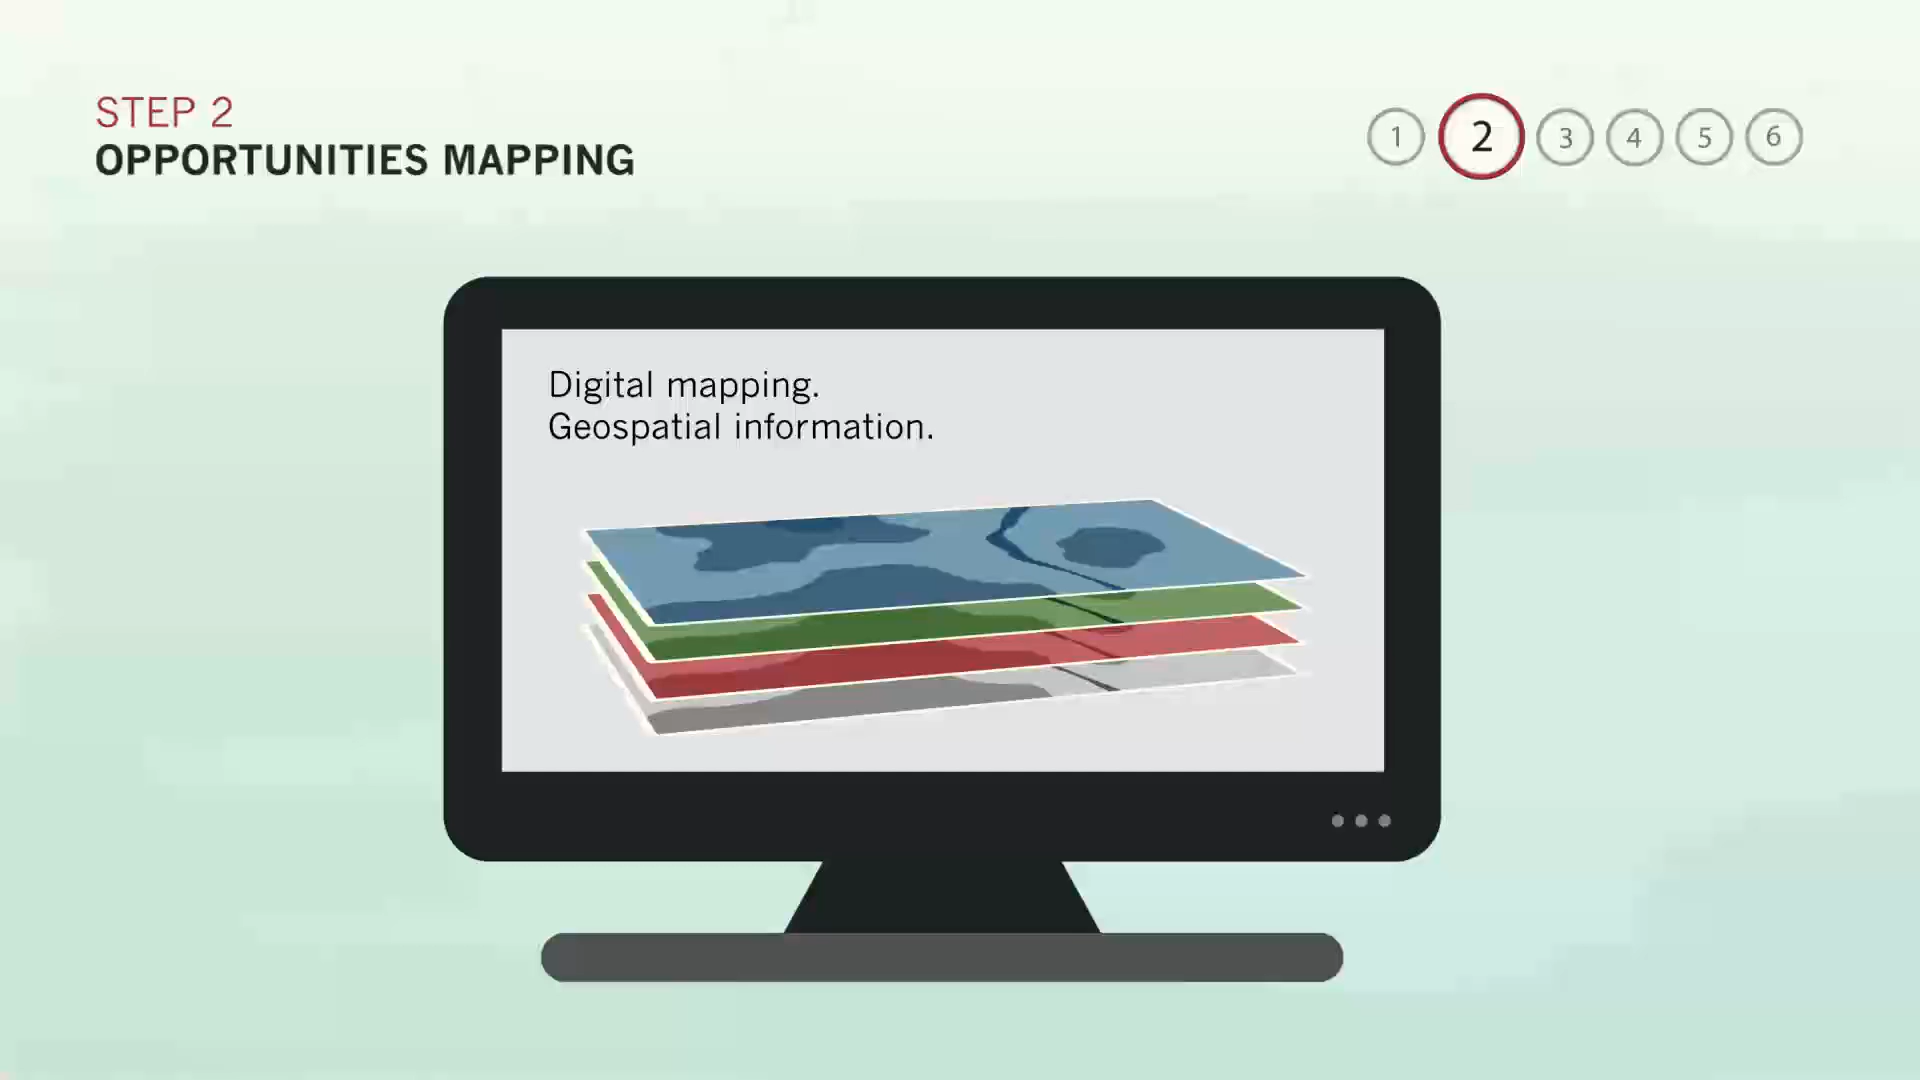 STEP 2
OPPORTUNITIES MAPPING
1 2 3 4 5 6
Digital mapping.
Geospatial information.